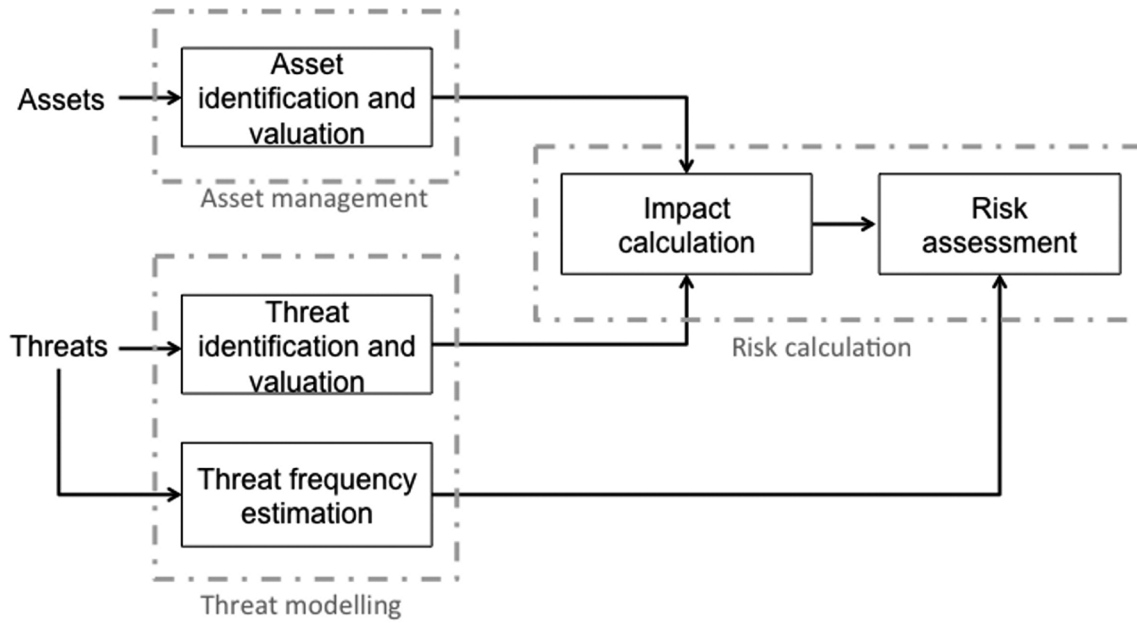 Assets
Asset
identification and
valuation
Asset management
Impact
calculation
Risk
assessment
Risk calculation
Threats
Threat
identification and
valuation
Threat frequency
estimation
Threat modelling